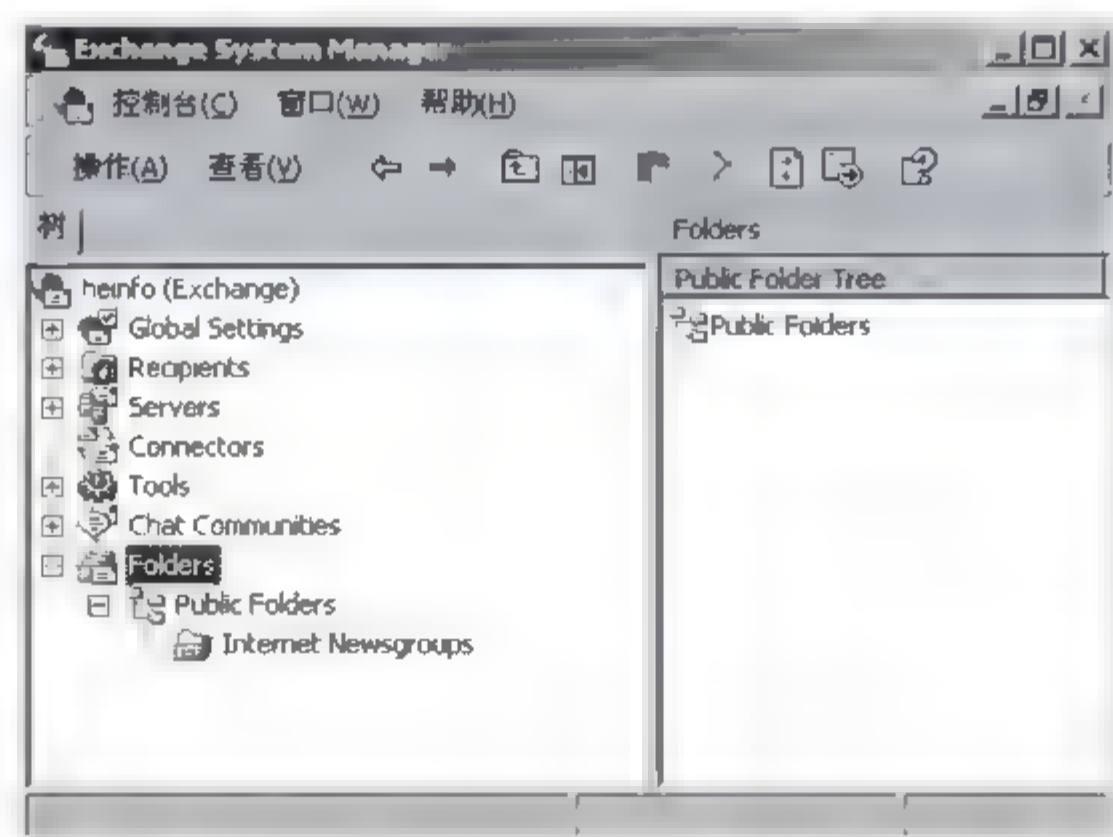 Exchange System Manager
控制台(C) 窗口(W) 帮助(H)
操作(A) 查看(V)
树
Folders
heinfo (Exchange)
Public Folder Tree
Global Settings
Public Folders
Recipients
Servers
Connectors
Tools
Chat Communities
Folders
Public Folders
Internet Newsgroups